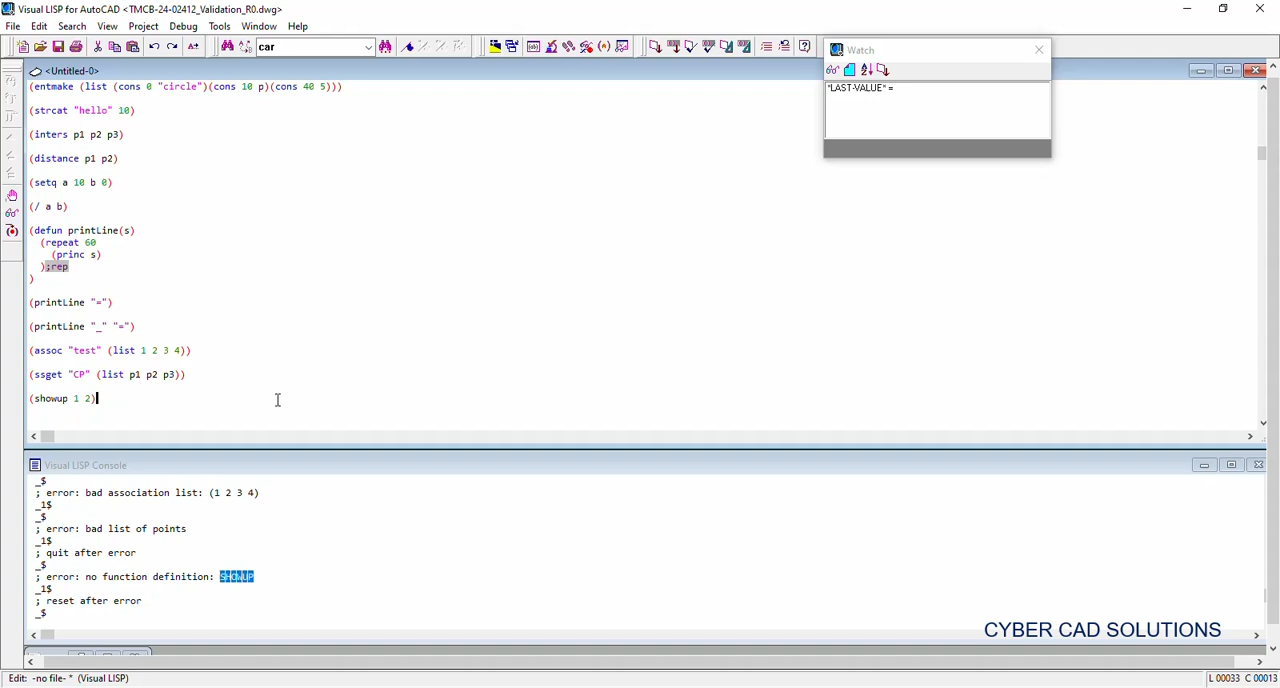 Visual LISP for AutoCAD <TMCB-24-02412_Validation_R0.dwg>
File Edit Search View Project Debug Tools Window Help
car
Watch
<Untitled-0>
*LAST-VALUE* =
(entmake (list (cons 0 "circle")(cons 10 p)(cons 40 5)))
(strcat "hello" 10)
(inters p1 p2 p3)
(distance p1 p2)
(setq a 10 b 0)
(/ a b)
(defun printLine(s)
(repeat 60
(princ s)
);rep
)
(printLine "=")
(printLine "_" "=")
(assoc "test" (list 1 2 3 4))
(ssget "CP" (list p1 p2 p3))
(showup 1 2)
Visual LISP Console
_$
; error: bad association list: (1 2 3 4)
_1$
_$
; error: bad list of points
_1$
; quit after error
_$
; error: no function definition: SHOWUP
_1$
; reset after error
_$
CYBER CAD SOLUTIONS
Edit: -no file- * (Visual LISP)
L 00033 C 00013